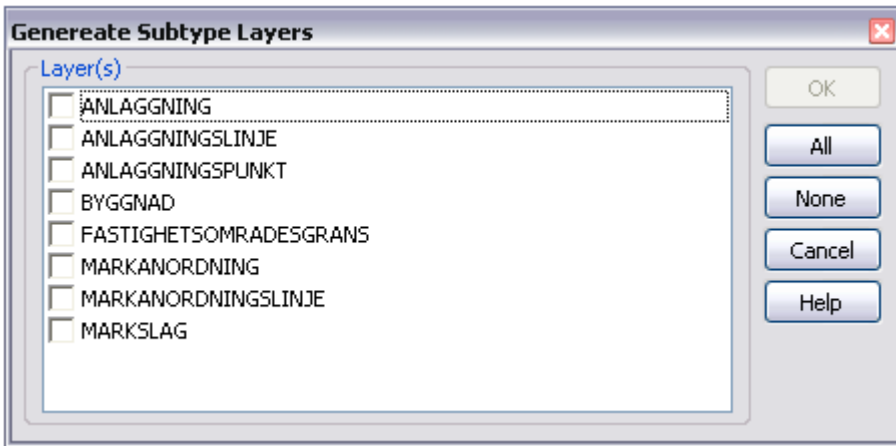 Genereate Subtype Layers
Layer(s)
ANLAGGNING
ANLAGGNINGSLINJE
ANLAGGNINGSPUNKT
BYGGNAD
FASTIGHETSOMRADESGRANS
MARKANORDNING
MARKANORDNINGSLINJE
MARKSLAG
OK
All
None
Cancel
Help